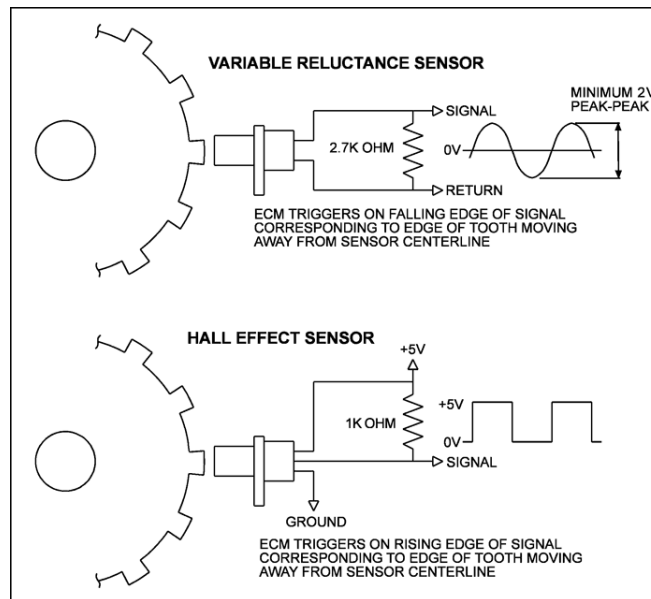 VARIABLE RELUCTANCE SENSOR
MINIMUM 2V
PEAK-PEAK
SIGNAL
2.7K OHM
0V
RETURN
ECM TRIGGERS ON FALLING EDGE OF SIGNAL
CORRESPONDING TO EDGE OF TOOTH MOVING
AWAY FROM SENSOR CENTERLINE
HALL EFFECT SENSOR
+5V
+5V
1K OHM
0V
SIGNAL
GROUND
ECM TRIGGERS ON RISING EDGE OF SIGNAL
CORRESPONDING TO EDGE OF TOOTH MOVING
AWAY FROM SENSOR CENTERLINE